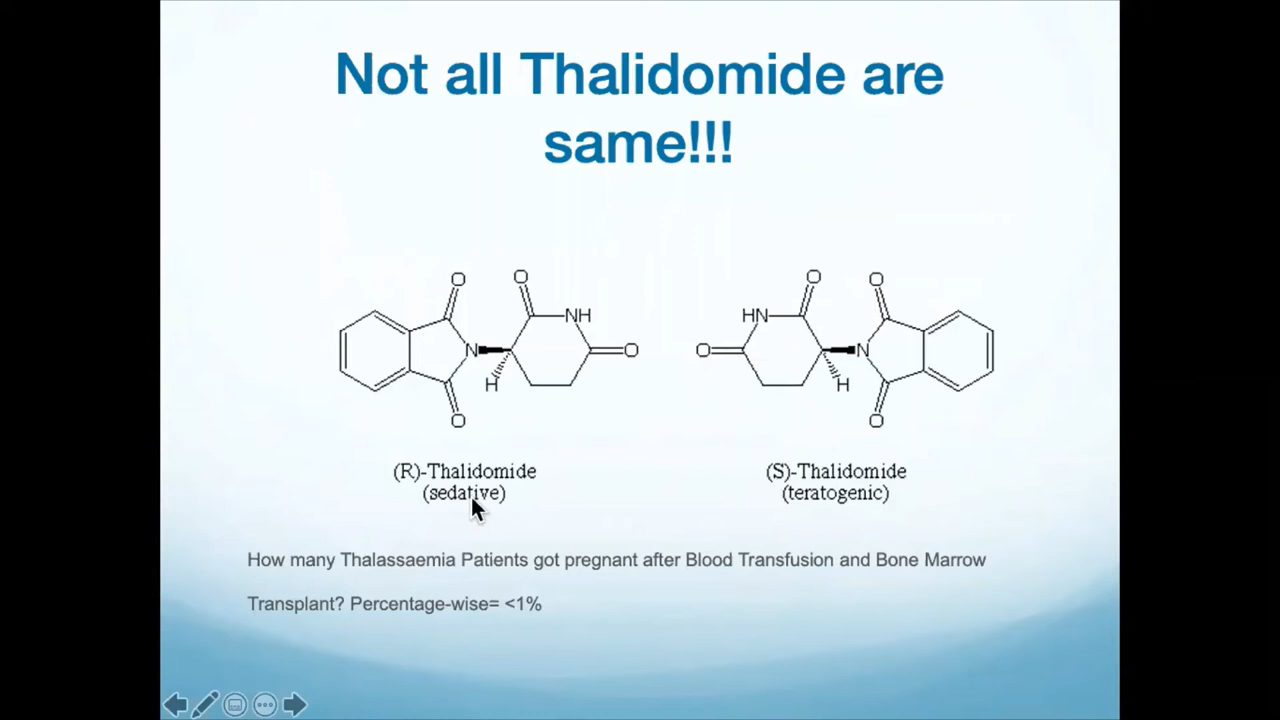 Not all Thalidomide are
same!!!
O
O
NH
N
O
H
O
O
O
HN
O
N
H
O
(R)-Thalidomide
(sedative)
(S)-Thalidomide
(teratogenic)
How many Thalassaemia Patients got pregnant after Blood Transfusion and Bone Marrow
Transplant? Percentage-wise= <1%